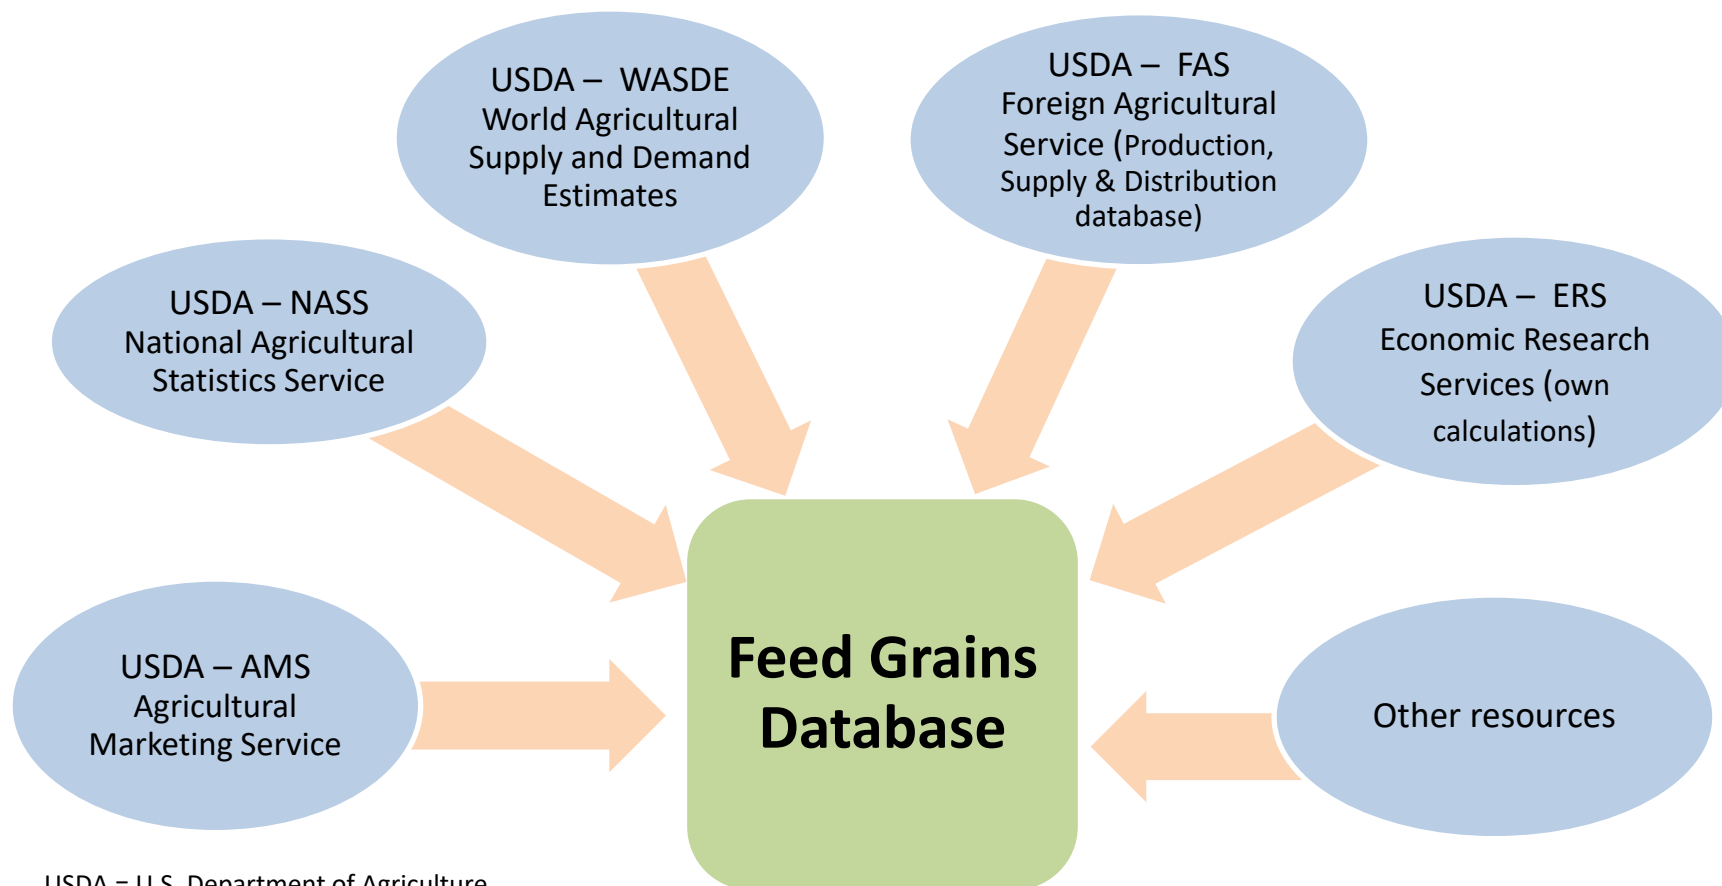 USDA – WASDE
World Agricultural
Supply and Demand
Estimates
USDA – FAS
Foreign Agricultural
Service (Production,
Supply & Distribution
database)
USDA – NASS
National Agricultural
Statistics Service
USDA – ERS
Economic Research
Services (own
calculations)
USDA – AMS
Agricultural
Marketing Service
Feed Grains
Database
Other resources
USDA = U.S. Department of Agriculture